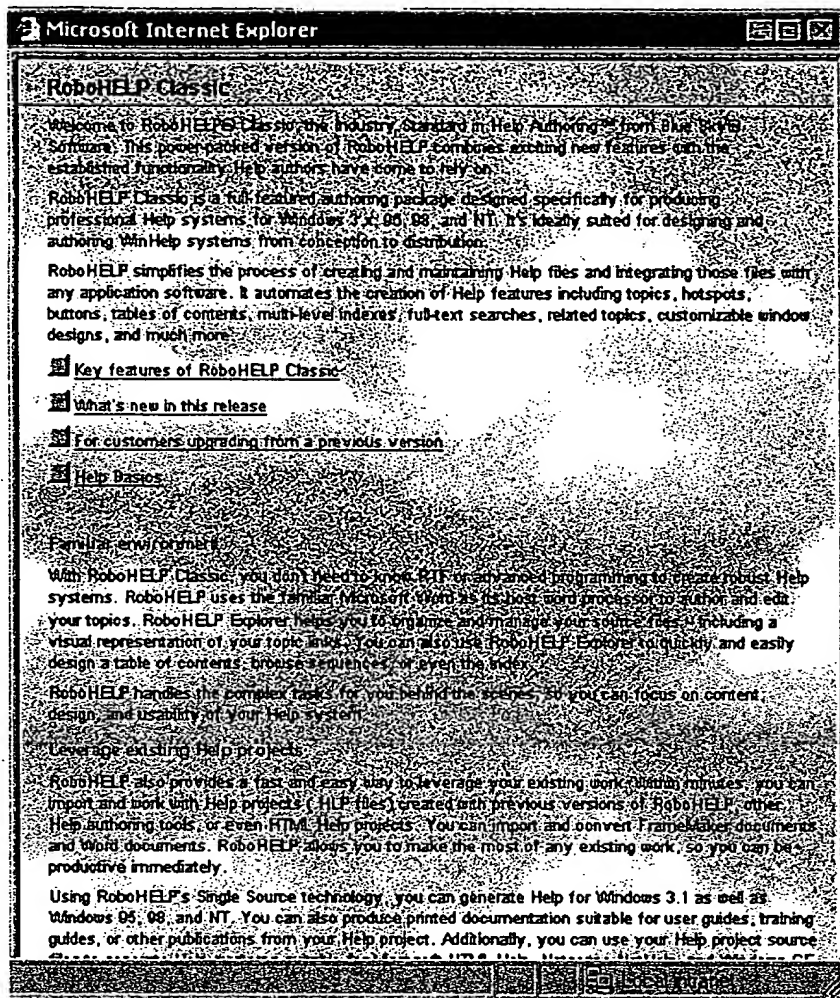 Microsoft Internet Explorer
RoboHELP Classic
Welcome to RoboHELP® Classic, the Industry Standard in Help Authoring™ from Blue Sky®
Software. This power-packed version of RoboHELP combines exciting new features with the
established functionality Help authors have come to rely on.
RoboHELP Classic is a full-featured authoring package designed specifically for producing
professional Help systems for Windows 3.x, 95, 98, and NT. It's ideally suited for designing and
authoring WinHelp systems from conception to distribution.
RoboHELP simplifies the process of creating and maintaining Help files and integrating those files with
any application software. It automates the creation of Help features including topics, hotspots,
buttons, tables of contents, multi-level indexes, full-text searches, related topics, customizable window
designs, and much more.
Key features of RoboHELP Classic
What's new in this release
For customers upgrading from a previous version
Help Basics
Familiar environment
With RoboHELP Classic, you don't need to know RTF or advanced programming to create robust Help
systems. RoboHELP uses the familiar Microsoft Word as its host word processor to author and edit
your topics. RoboHELP Explorer helps you to organize and manage your source files, including a
visual representation of your topic links. You can also use RoboHELP Explorer to quickly and easily
design a table of contents, browse sequences, or even the index.
RoboHELP handles the complex tasks for you behind the scenes, so you can focus on content,
design, and usability of your Help system.
Leverage existing Help projects
RoboHELP also provides a fast and easy way to leverage your existing work. Within minutes, you can
import and work with Help projects (.HLP files) created with previous versions of RoboHELP, other
Help authoring tools, or even HTML Help projects. You can import and convert FrameMaker documents
and Word documents. RoboHELP allows you to make the most of any existing work, so you can be
productive immediately.
Using RoboHELP's Single Source technology, you can generate Help for Windows 3.1 as well as
Windows 95, 98, and NT. You can also produce printed documentation suitable for user guides, training
guides, or other publications from your Help project. Additionally, you can use your Help project source
Local intranet